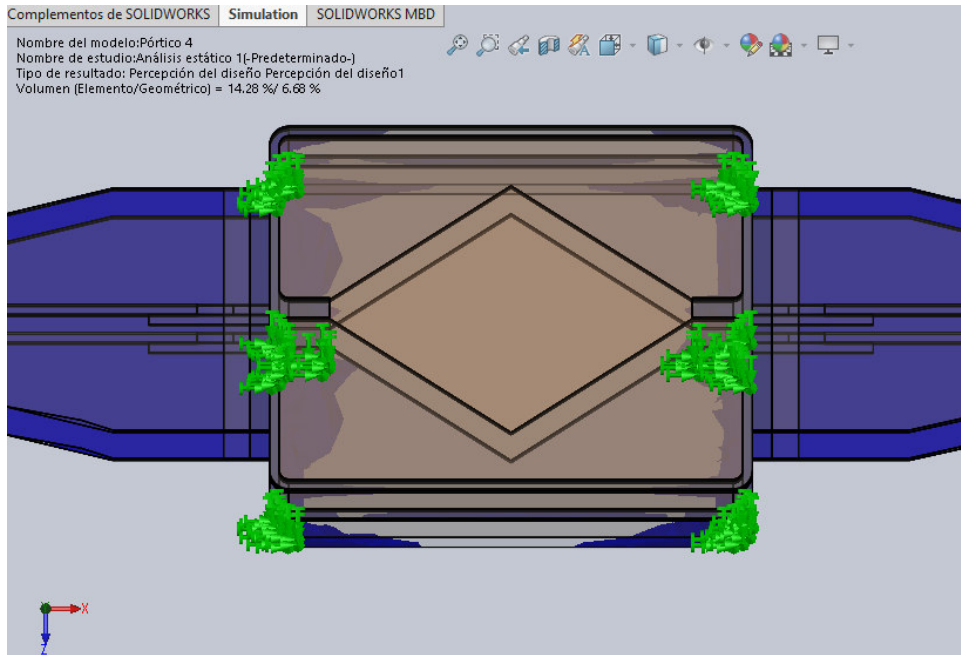 Complementos de SOLIDWORKS Simulation SOLIDWORKS MBD
Nombre del modelo:Pórtico 4
Nombre de estudio:Análisis estático 1(-Predeterminado-)
Tipo de resultado: Percepción del diseño Percepción del diseño1
Volumen (Elemento/Geométrico) = 14.28 %/ 6.68 %
X
Z